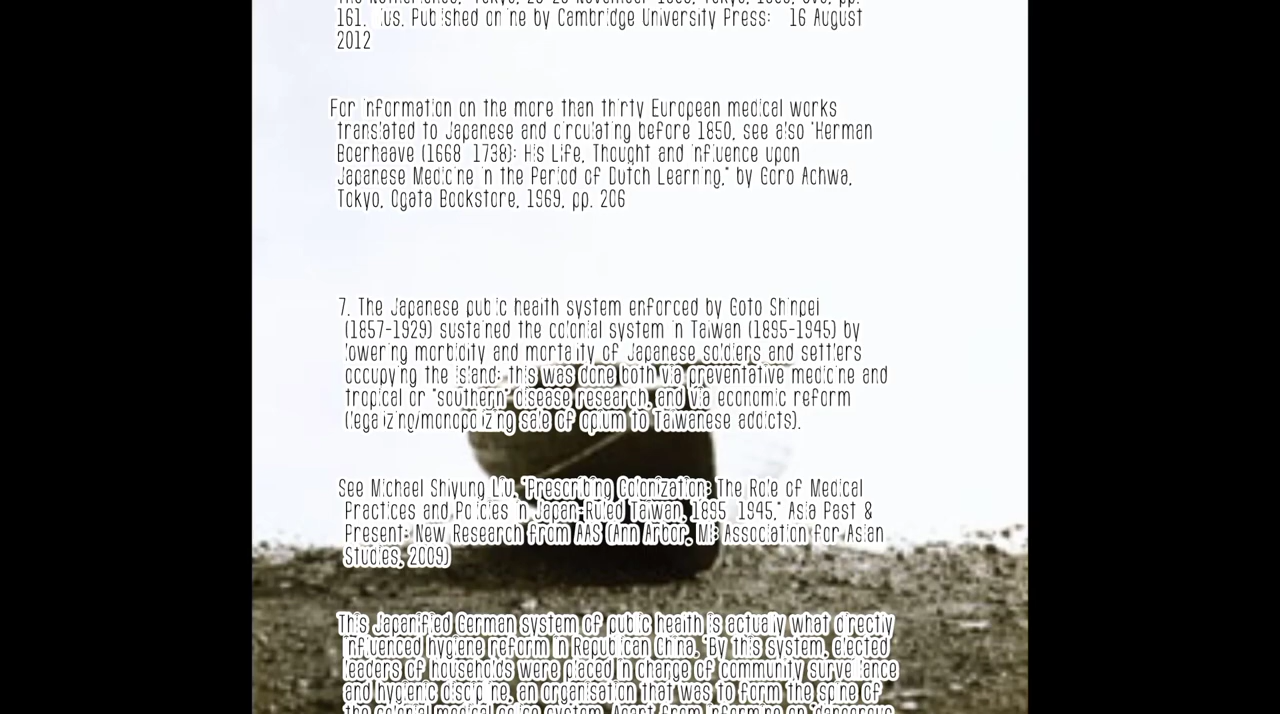 161. Published online by Cambridge University Press: 16 August
2012
For information on the more than thirty European medical works
translated to Japanese and circulating before 1850, see also "Herman
Boerhaave (1668 1738): His Life, Thought and Influence upon
Japanese Medicine in the Period of Dutch Learning," by Goro Achwa,
Tokyo, Ogata Bookstore, 1969, pp. 206
7. The Japanese public health system enforced by Goto Shinpei
(1857-1929) sustained the colonial system in Taiwan (1895-1945) by
lowering morbidity and mortality of Japanese soldiers and settlers
occupying the island; this was done both via preventative medicine and
tropical or "southern" disease research, and via economic reform
(legalizing/monopolizing sale of opium to Taiwanese addicts).
See Michael Shiyung Liu, "Prescribing Colonization: The Role of Medical
Practices and Policies in Japan-Ruled Taiwan, 1895 1945," Asia Past &
Present: New Research from AAS (Ann Arbor, MI: Association for Asian
Studies, 2009)
This Japanified German system of public health is actually what directly
influenced hygiene reform in Republican China. "By this system, elected
leaders of households were placed in charge of community surveillance
and hygienic discipline, an organisation that was to form the spine of